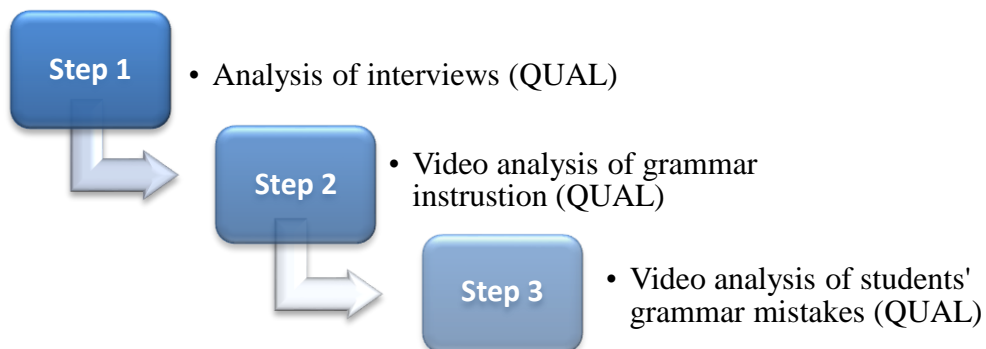 Step 1
• Analysis of interviews (QUAL)
Step 2
• Video analysis of grammar
instrustion (QUAL)
Step 3
• Video analysis of students'
grammar mistakes (QUAL)